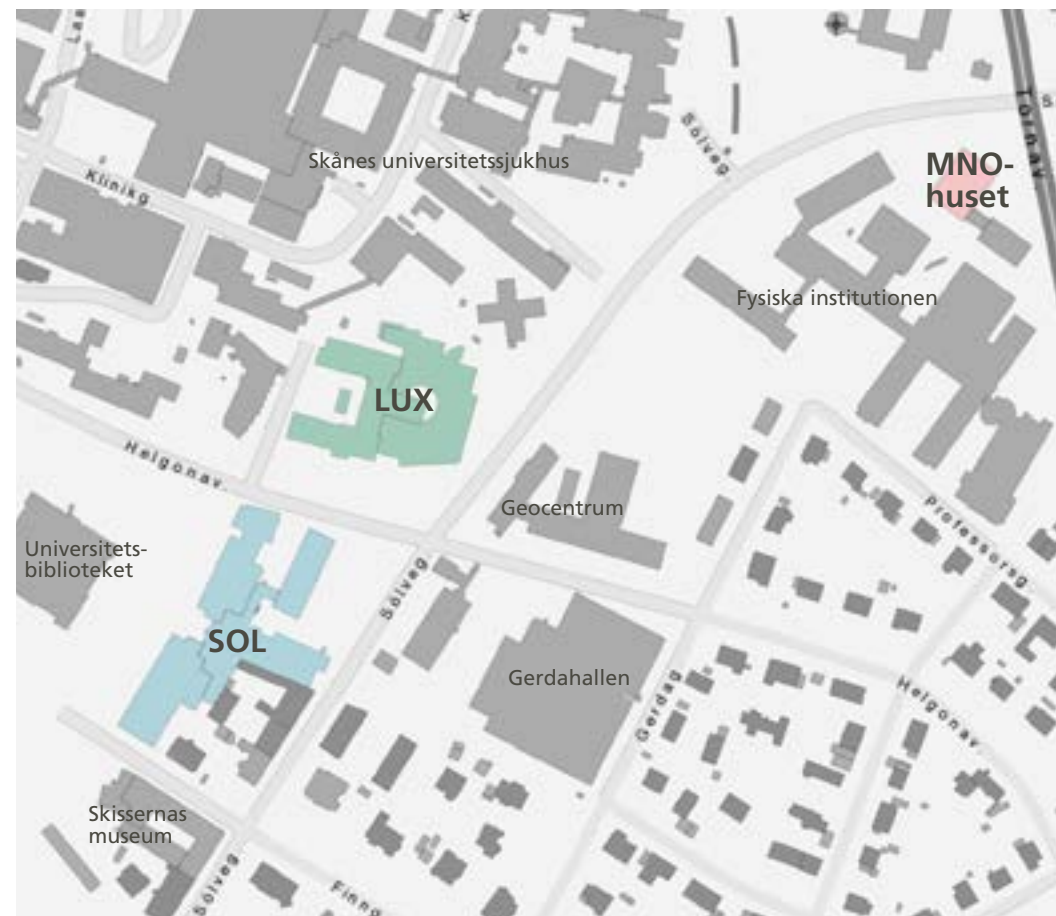 Sölveg
Tornav
Skånes universitetssjukhus
MNO-
huset
Klinikg
Fysiska institutionen
LUX
Helgonav.
Geocentrum
Professorsg.
Universitets-
biblioteket
Sölveg
SOL
Gerdahallen
Gerdag
Helgonav.
Skissernas
museum
Sölveg
Finng